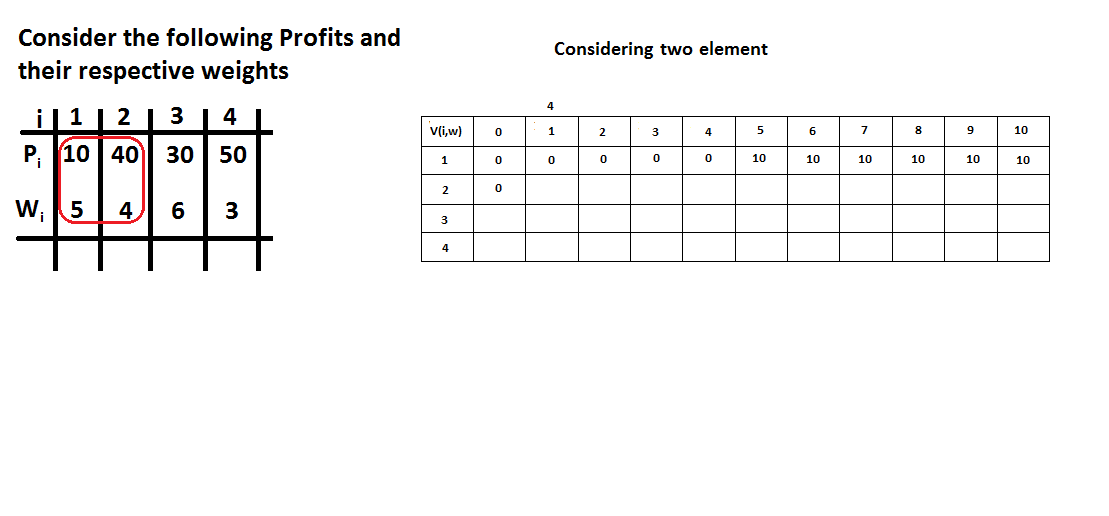 Consider the following Profits and
their respective weights
i 1 2 3 4
Pi 10 40 30 50
Wi 5 4 6 3
Considering two element
4
V(i,w) 0 1 2 3 4 5 6 7 8 9 10
1 0 0 0 0 0 10 10 10 10 10 10
2 0
3
4